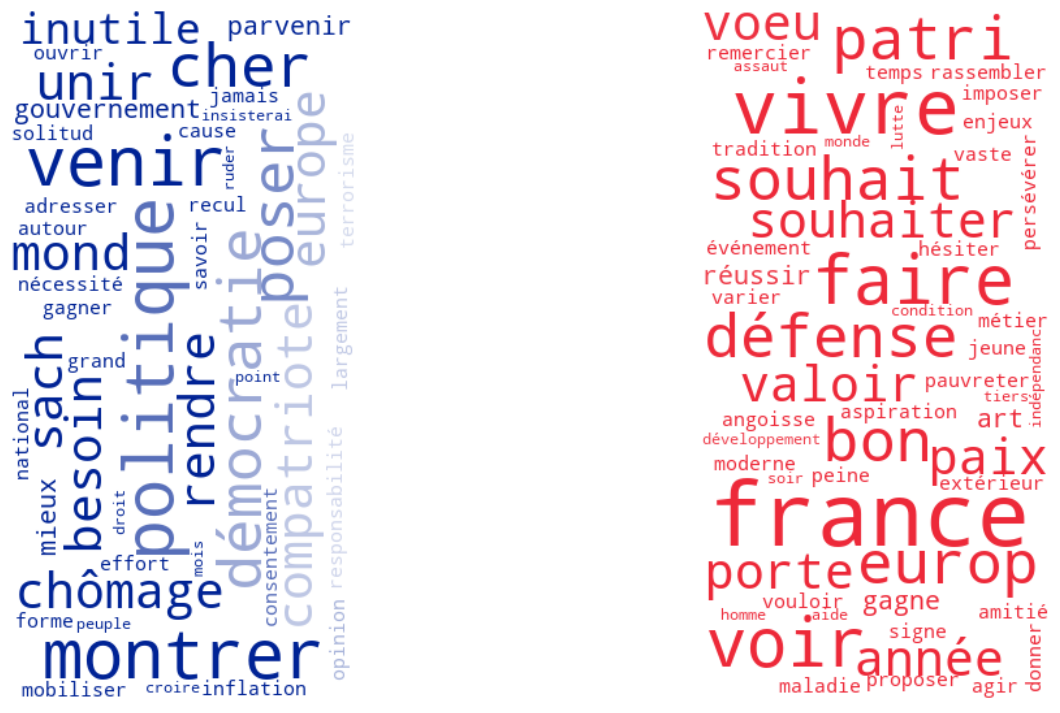 inutile
parvenir
ouvrir
cher
unir
jamais
gouvernement
insisterai
solitud
cause
venir
ruder
poser
europe
terrorisme
adresser
recul
autour
politique
savoir
mond
démocratie
nécessité
gagner
largement
compatriote
sach
grand
rendre
point
besoin
national
responsabilité
mieux
droit
consentement
mois
effort
chômage
forme
peuple
opinion
montrer
mobiliser
croire
inflation
voeu
patri
remercier
assaut
temps
rassembler
vivre
imposer
lutte
enjeux
tradition
monde
vaste
persévérer
souhait
souhaiter
événement
hésiter
réussir
faire
varier
condition
métier
défense
jeune
indépendanc
valoir
pauvreter
tiers
aspiration
angoisse
art
développement
bon
paix
moderne
soir
peine
extérieur
france
porte
europ
vouloir
gagne
homme
aide
amitié
voir
signe
année
donner
maladie
proposer
agir